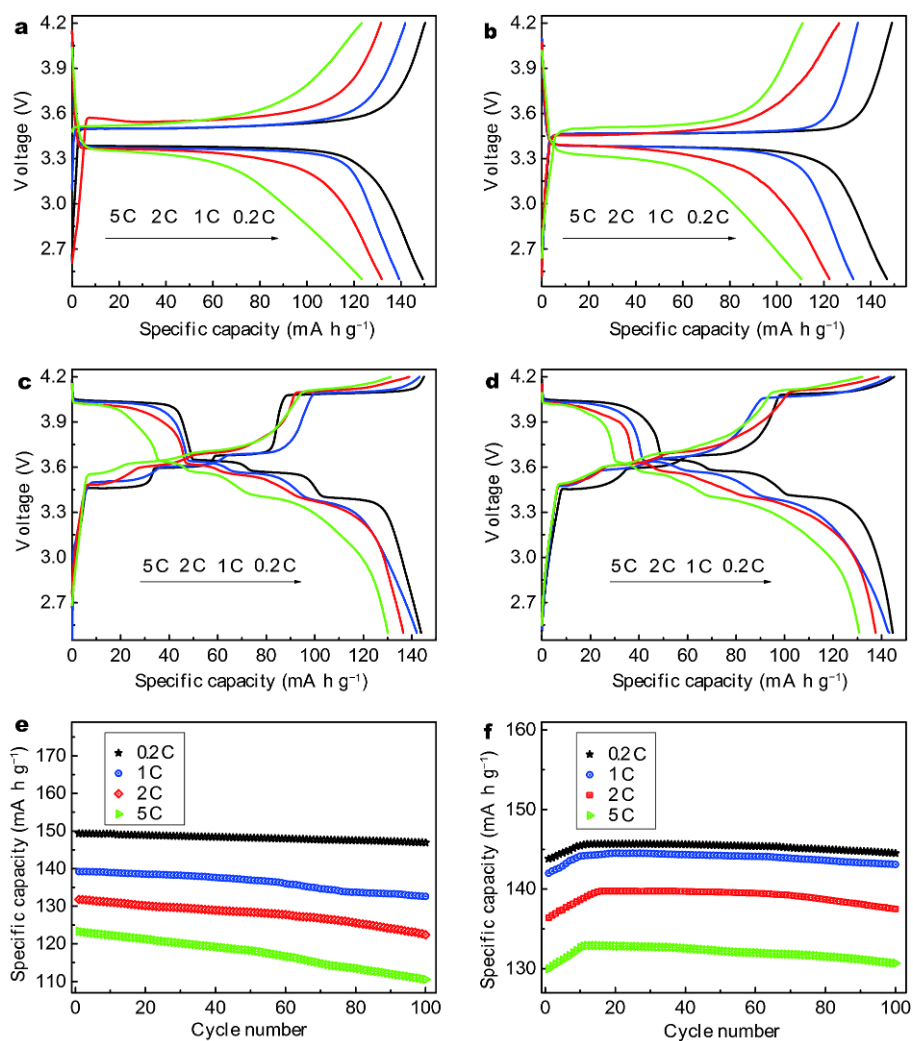 a
4.2
3.9
3.6
3.3
3.0
2.7
Voltage (V)
5C 2C 1C 0.2C
0 20 40 60 80 100 120 140
Specific capacity (mA h g⁻¹)
b
4.2
3.9
3.6
3.3
3.0
2.7
Voltage (V)
5C 2C 1C 0.2C
0 20 40 60 80 100 120 140
Specific capacity (mA h g⁻¹)
c
4.2
3.9
3.6
3.3
3.0
2.7
Voltage (V)
5C 2C 1C 0.2C
0 20 40 60 80 100 120 140
Specific capacity (mA h g⁻¹)
d
4.2
3.9
3.6
3.3
3.0
2.7
Voltage (V)
5C 2C 1C 0.2C
0 20 40 60 80 100 120 140
Specific capacity (mA h g⁻¹)
e
170
160
150
140
130
120
110
Specific capacity (mA h g⁻¹)
0.2C
1C
2C
5C
0 20 40 60 80 100
Cycle number
f
160
150
140
130
Specific capacity (mA h g⁻¹)
0.2C
1C
2C
5C
0 20 40 60 80 100
Cycle number